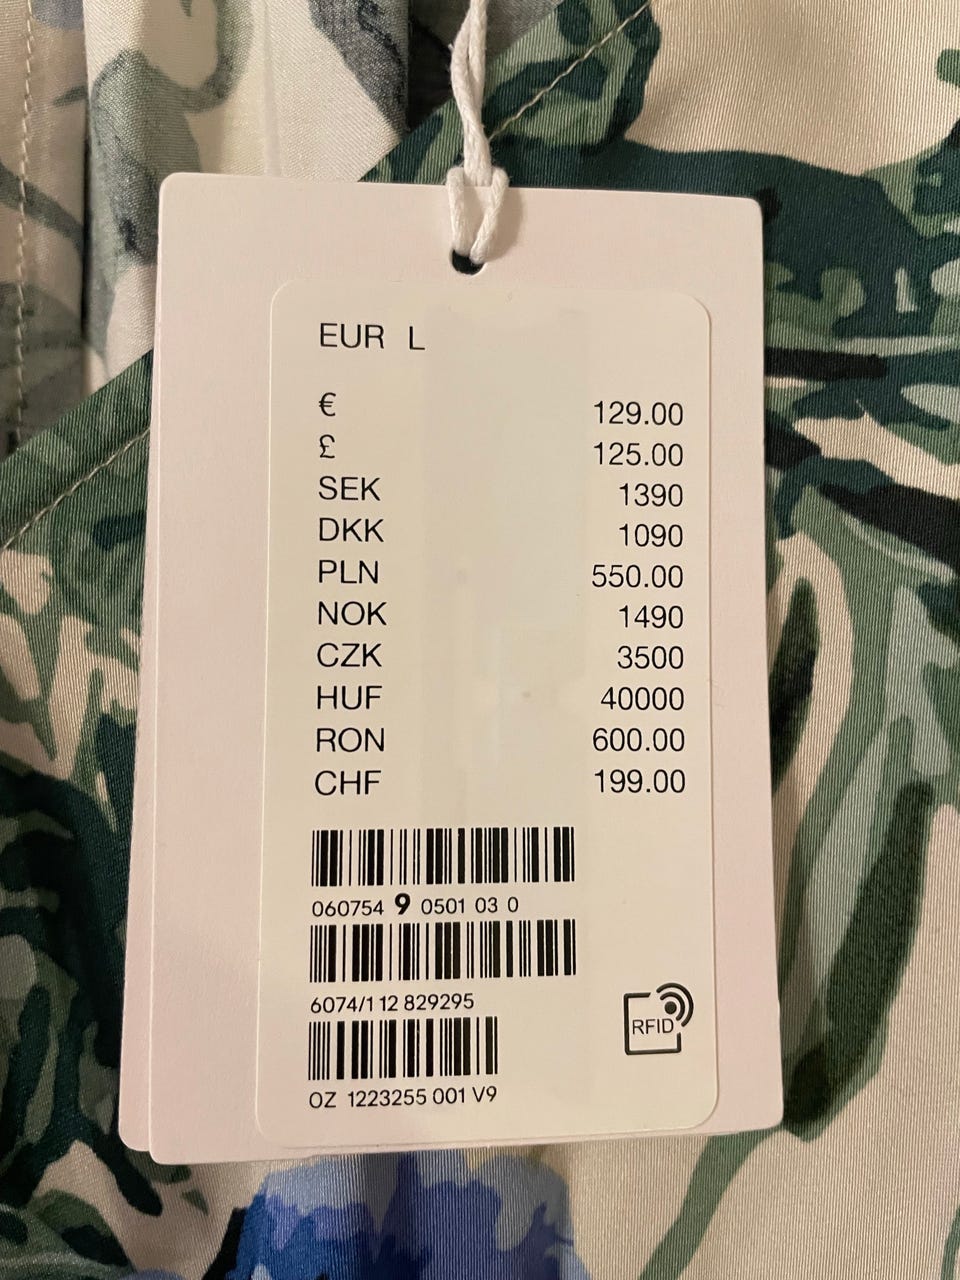 EUR L
€ 129.00
£ 125.00
SEK 1390
DKK 1090
PLN 550.00
NOK 1490
CZK 3500
HUF 40000
RON 600.00
CHF 199.00
060754 9 0501 03 0
6074/1 12 829295
RFID
OZ 1223255 001 V9